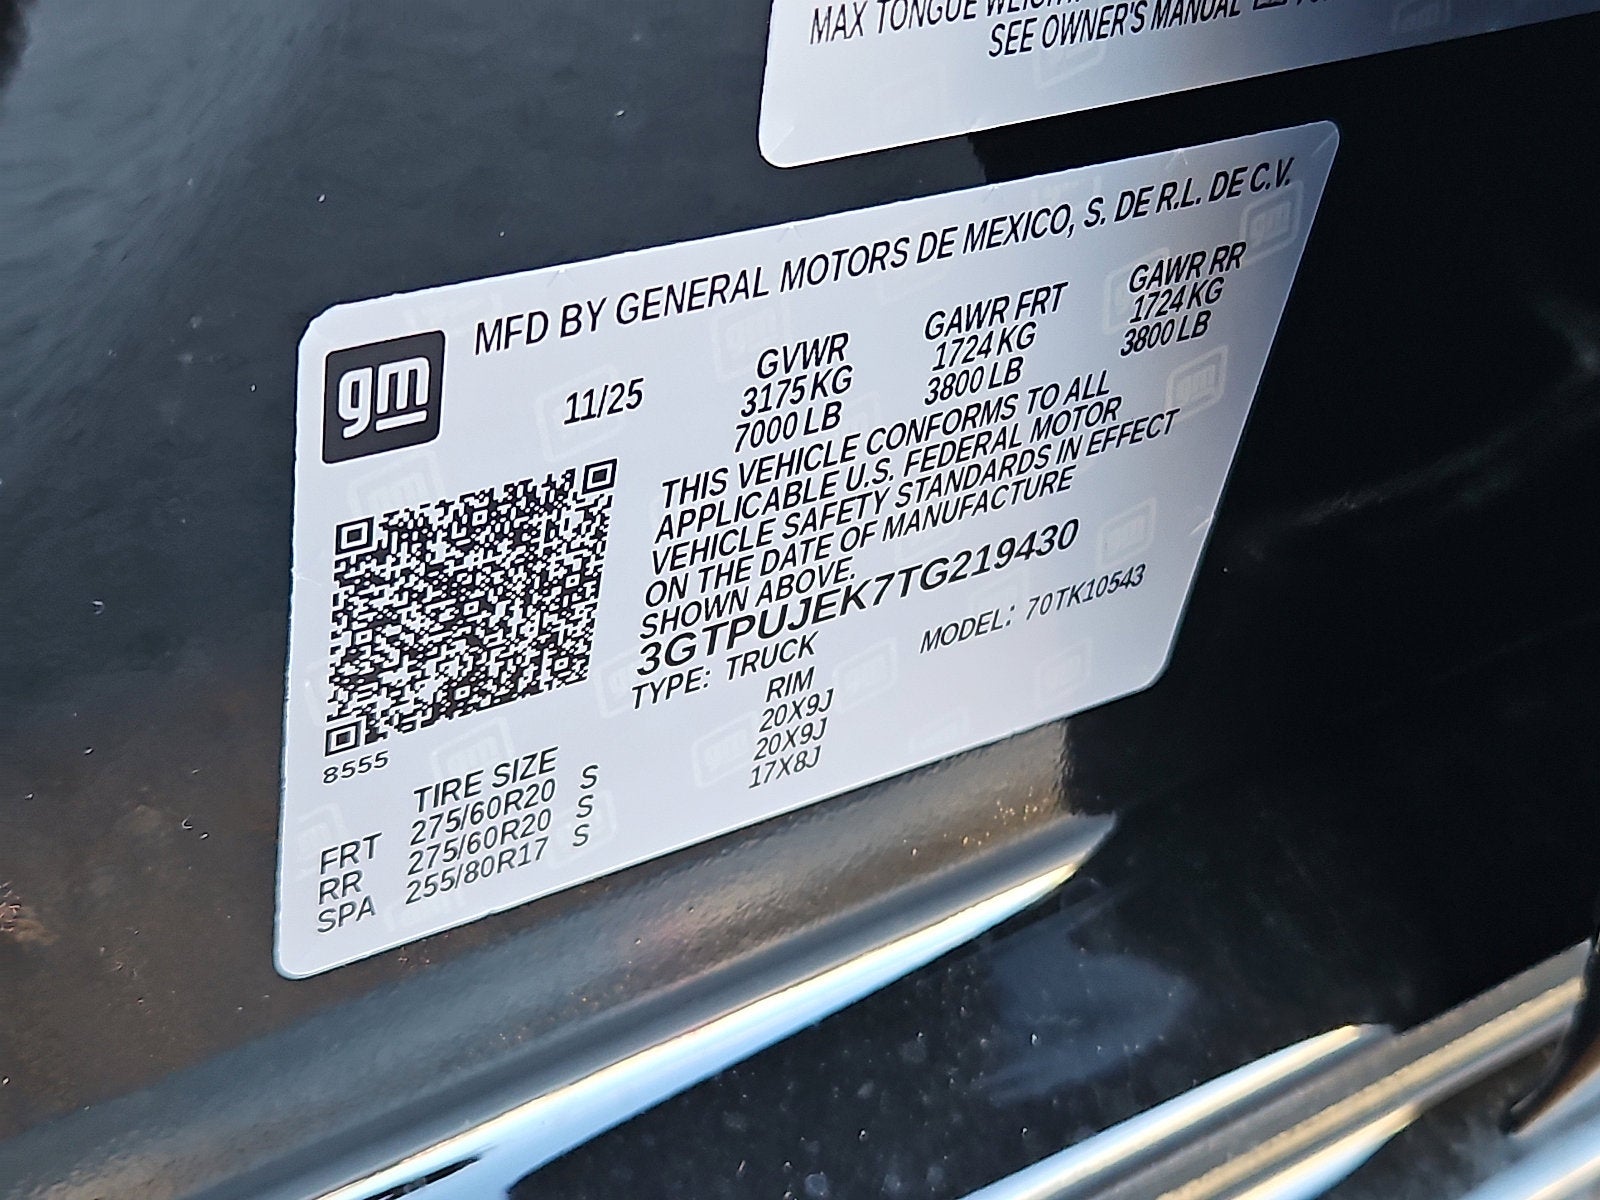 MAX TONGUE
SEE OWNER'S MANUAL
gm
MFD BY GENERAL MOTORS DE MEXICO, S. DE R.L. DE C.V.
11/25
GVWR GAWR FRT GAWR RR
3175 KG 1724 KG 1724 KG
7000 LB 3800 LB 3800 LB
THIS VEHICLE CONFORMS TO ALL
APPLICABLE U.S. FEDERAL MOTOR
VEHICLE SAFETY STANDARDS IN EFFECT
ON THE DATE OF MANUFACTURE
SHOWN ABOVE.
3GTPUJEK7TG219430
TYPE: TRUCK MODEL: 70TK10543
8555
TIRE SIZE RIM
FRT 275/60R20 S 20X9J
RR 275/60R20 S 20X9J
SPA 255/80R17 S 17X8J